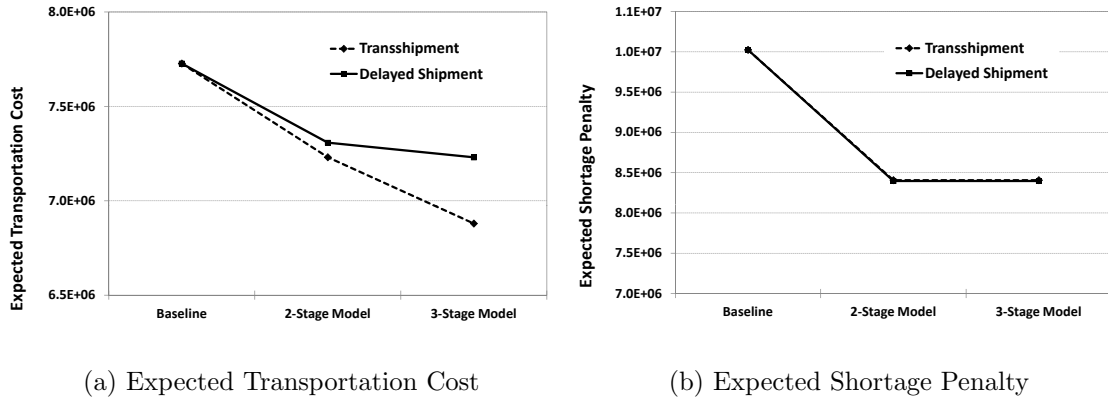 Expected Transportation Cost
8.0E+06
7.5E+06
7.0E+06
6.5E+06
Transshipment
Delayed Shipment
Baseline 2-Stage Model 3-Stage Model
(a) Expected Transportation Cost
Expected Shortage Penalty
1.1E+07
1.0E+07
9.5E+06
9.0E+06
8.5E+06
8.0E+06
7.5E+06
7.0E+06
Transshipment
Delayed Shipment
Baseline 2-Stage Model 3-Stage Model
(b) Expected Shortage Penalty